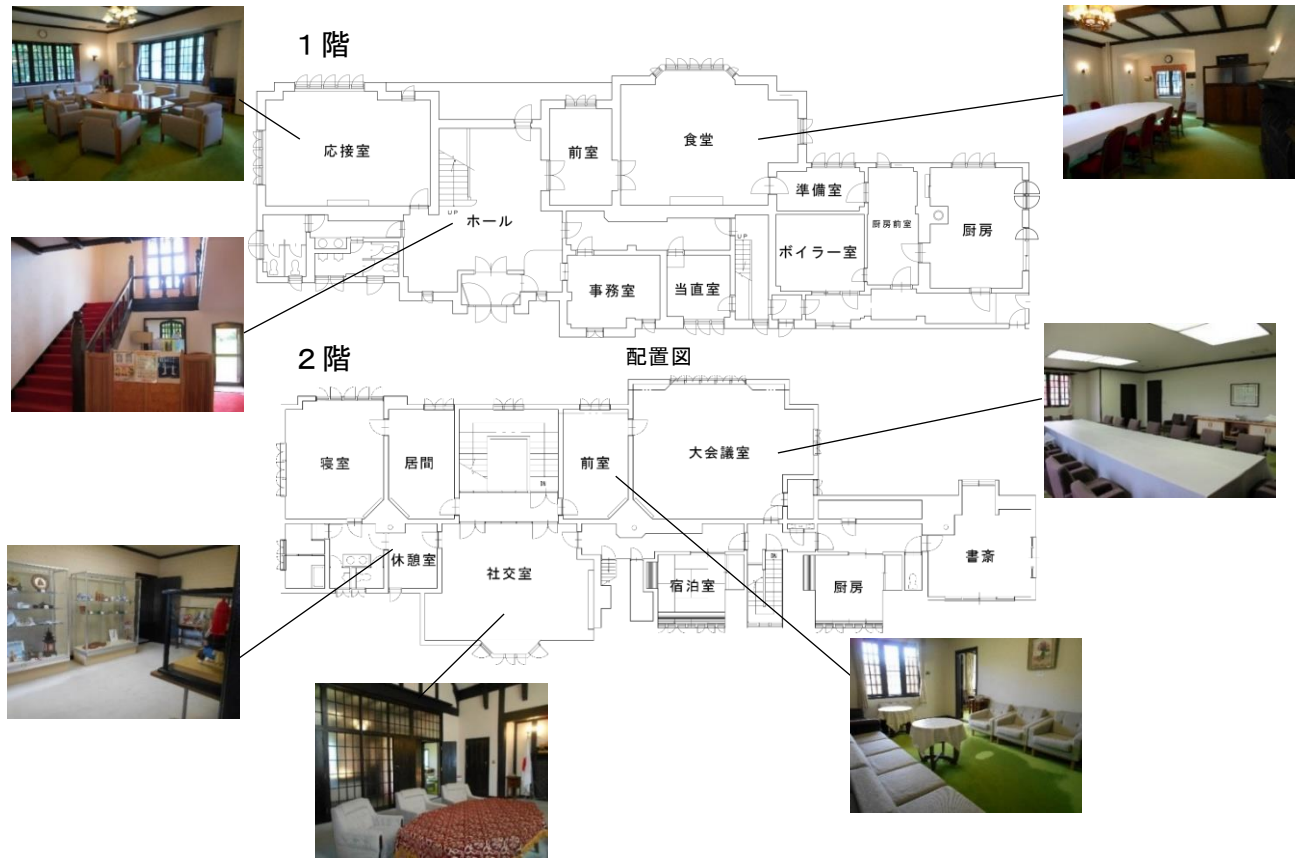 １階
応接室
前室
食堂
準備室
厨房前室
厨房
UP
ホール
UP
ボイラー室
事務室
当直室
２階
配置図
寝室
居間
前室
大会議室
休憩室
社交室
宿泊室
厨房
書斎